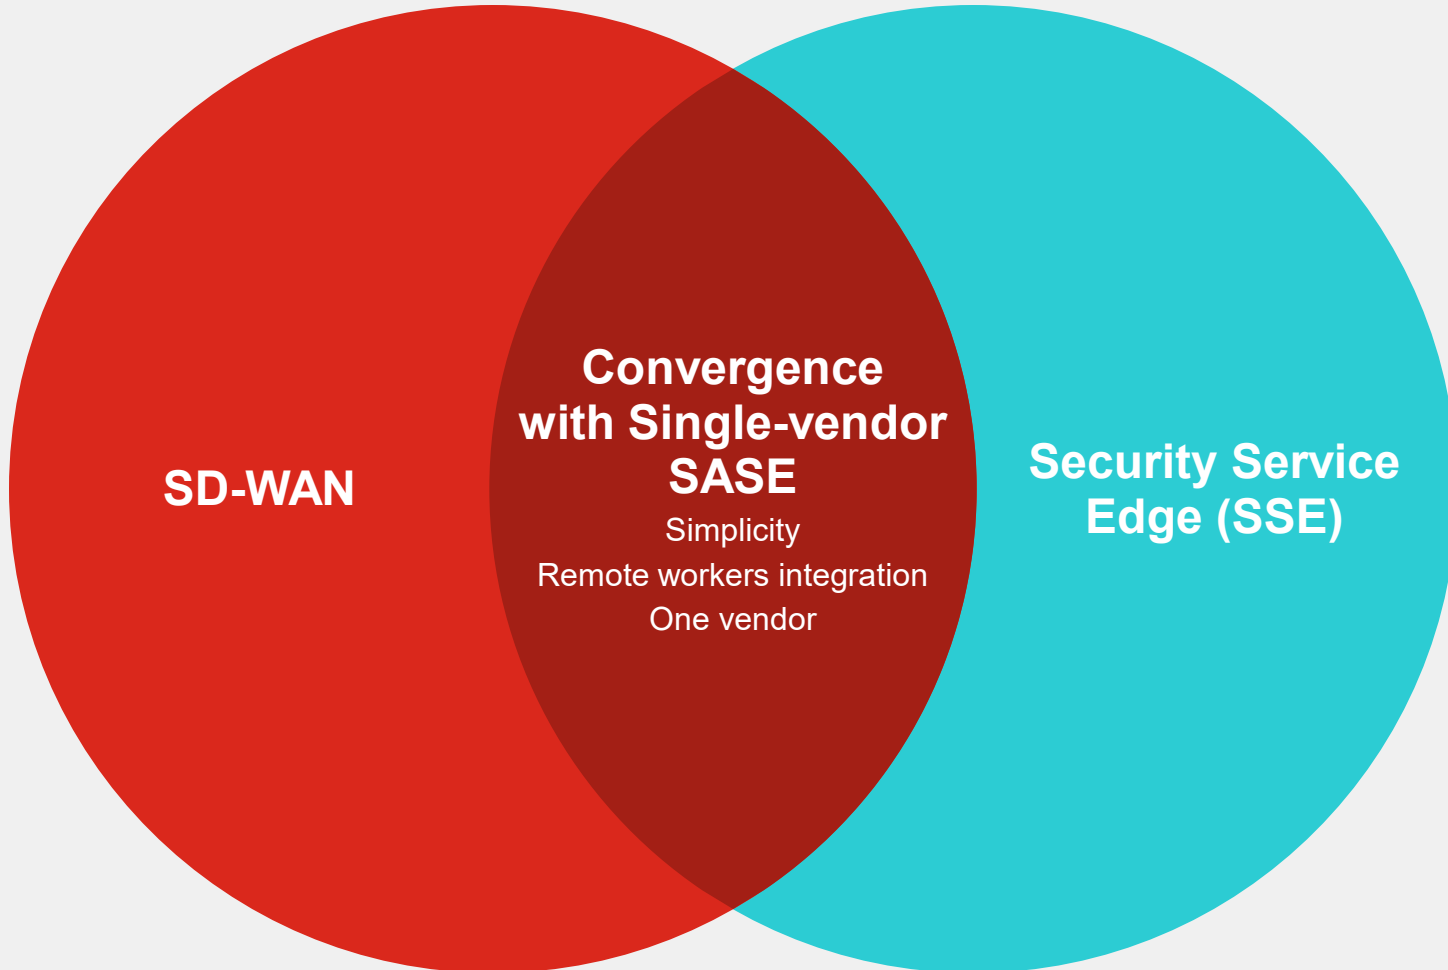 SD-WAN
Convergence
with Single-vendor
SASE
Simplicity
Remote workers integration
One vendor
Security Service
Edge (SSE)